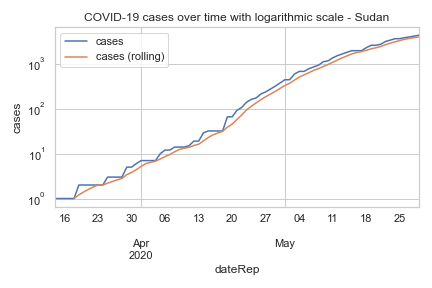 COVID-19 cases over time with logarithmic scale - Sudan
cases
cases (rolling)
10³
10²
10¹
10⁰
cases
16 23 30 06 13 20 27 04 11 18 25
Apr May
2020
dateRep